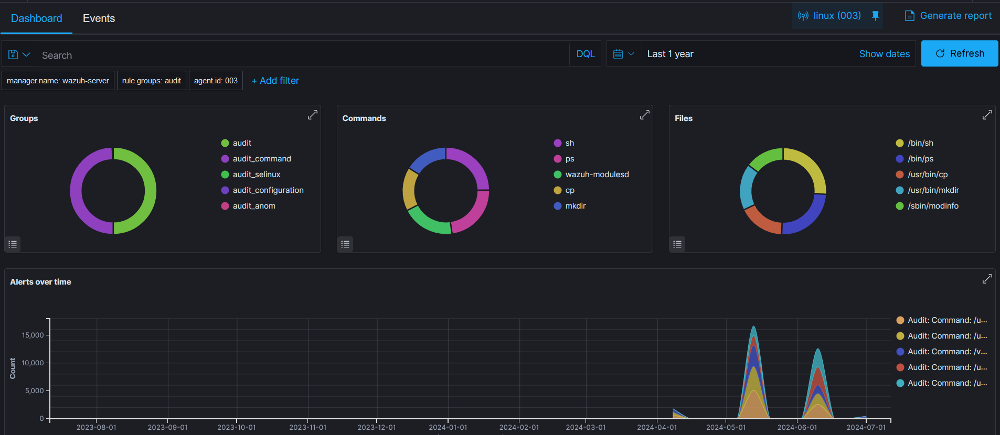 Dashboard Events linux (003) Generate report
Search DQL Last 1 year Show dates Refresh
manager.name: wazuh-server rule.groups: audit agent.id: 003 + Add filter
Groups
audit
audit_command
audit_selinux
audit_configuration
audit_anom
Commands
sh
ps
wazuh-modulesd
cp
mkdir
Files
/bin/sh
/bin/ps
/usr/bin/cp
/usr/bin/mkdir
/sbin/modinfo
Alerts over time
Count
15,000
10,000
5,000
0
2023-08-01 2023-09-01 2023-10-01 2023-11-01 2023-12-01 2024-01-01 2024-02-01 2024-03-01 2024-04-01 2024-05-01 2024-06-01 2024-07-01
Audit: Command: /u...
Audit: Command: /u...
Audit: Command: /v...
Audit: Command: /u...
Audit: Command: /u...